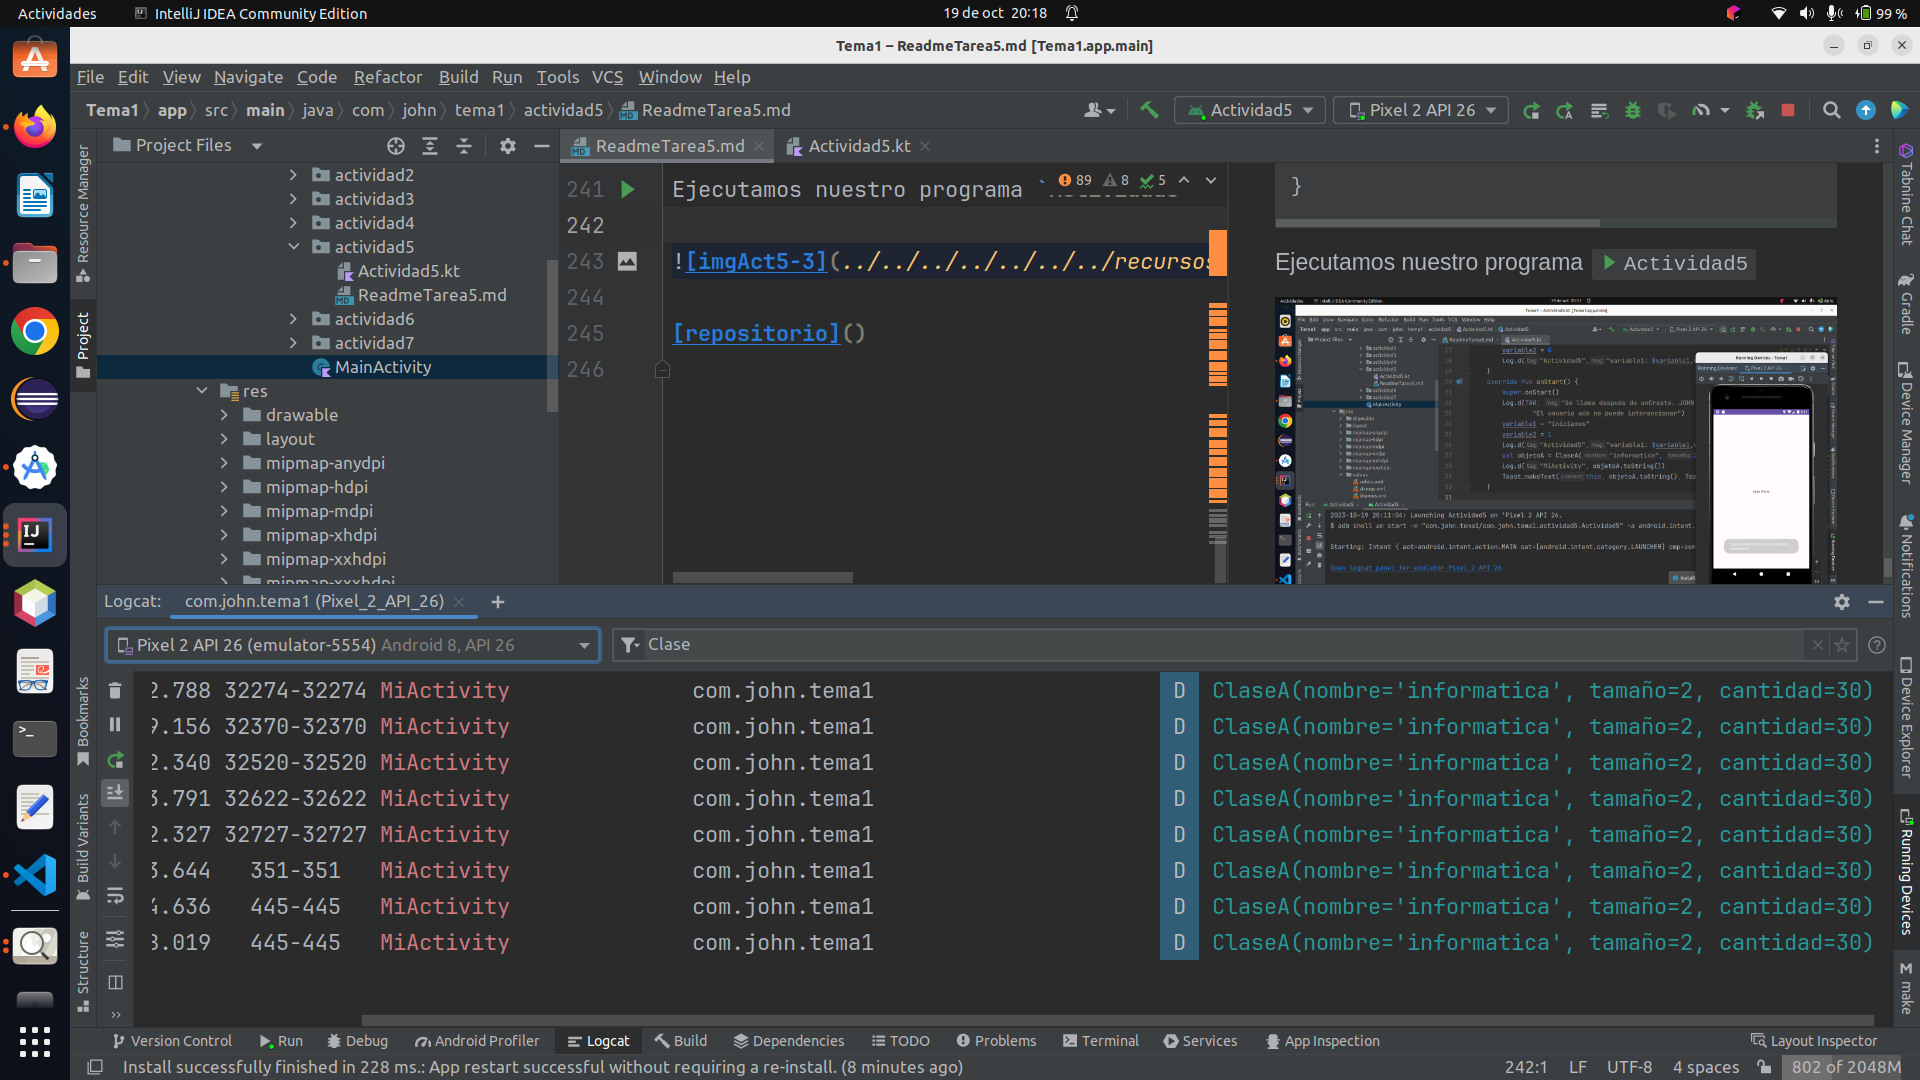 Actividades IntelliJ IDEA Community Edition 19 de oct 20:18 99 %
Tema1 – ReadmeTarea5.md [Tema1.app.main]
File Edit View Navigate Code Refactor Build Run Tools VCS Window Help
Tema1 app src main java com john tema1 actividad5 ReadmeTarea5.md Actividad5 Pixel 2 API 26
Project Files ReadmeTarea5.md Actividad5.kt
actividad2
actividad3
actividad4
actividad5
Actividad5.kt
ReadmeTarea5.md
actividad6
actividad7
MainActivity
res
drawable
layout
mipmap-anydpi
mipmap-hdpi
mipmap-mdpi
mipmap-xhdpi
mipmap-xxhdpi
mipmap-xxxhdpi
241 Ejecutamos nuestro programa 89 8 5
242
243 ![imgAct5-3](../../../../../../../recursos
244
245 [repositorio]()
246
}
Ejecutamos nuestro programa Actividad5
Resource Manager
Project
Bookmarks
Build Variants
Structure
Tabnine Chat
Gradle
Device Manager
Notifications
Device Explorer
Running Devices
make
Logcat: com.john.tema1 (Pixel_2_API_26)
Pixel 2 API 26 (emulator-5554) Android 8, API 26 Clase
2.788 32274-32274 MiActivity com.john.tema1 D ClaseA(nombre='informatica', tamaño=2, cantidad=30)
9.156 32370-32370 MiActivity com.john.tema1 D ClaseA(nombre='informatica', tamaño=2, cantidad=30)
2.340 32520-32520 MiActivity com.john.tema1 D ClaseA(nombre='informatica', tamaño=2, cantidad=30)
3.791 32622-32622 MiActivity com.john.tema1 D ClaseA(nombre='informatica', tamaño=2, cantidad=30)
2.327 32727-32727 MiActivity com.john.tema1 D ClaseA(nombre='informatica', tamaño=2, cantidad=30)
3.644 351-351 MiActivity com.john.tema1 D ClaseA(nombre='informatica', tamaño=2, cantidad=30)
4.636 445-445 MiActivity com.john.tema1 D ClaseA(nombre='informatica', tamaño=2, cantidad=30)
3.019 445-445 MiActivity com.john.tema1 D ClaseA(nombre='informatica', tamaño=2, cantidad=30)
Version Control Run Debug Android Profiler Logcat Build Dependencies TODO Problems Terminal Services App Inspection Layout Inspector
Install successfully finished in 228 ms.: App restart successful without requiring a re-install. (8 minutes ago) 242:1 LF UTF-8 4 spaces 802 of 2048M